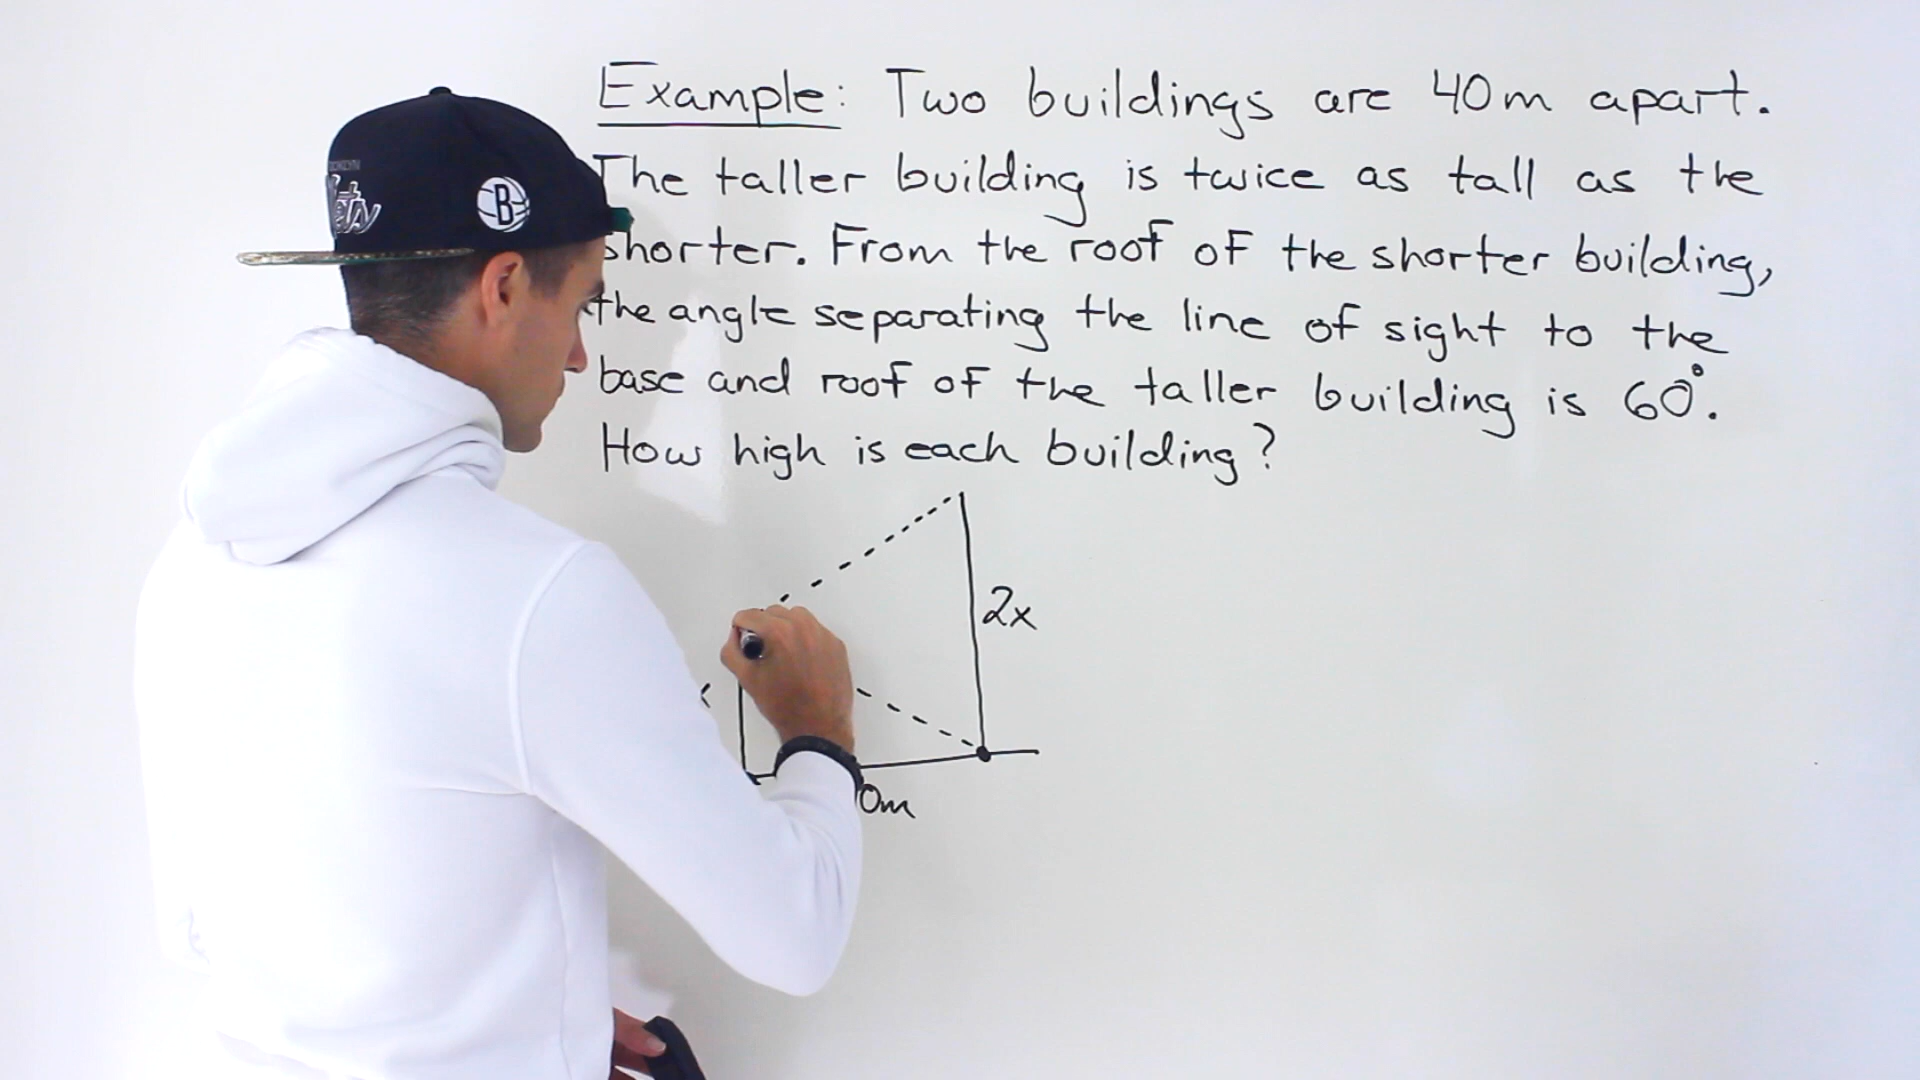 Example: Two buildings are 40m apart.
The taller building is twice as tall as the
shorter. From the roof of the shorter building,
the angle separating the line of sight to the
base and roof of the taller building is 60°.
How high is each building?
2x
0m
B